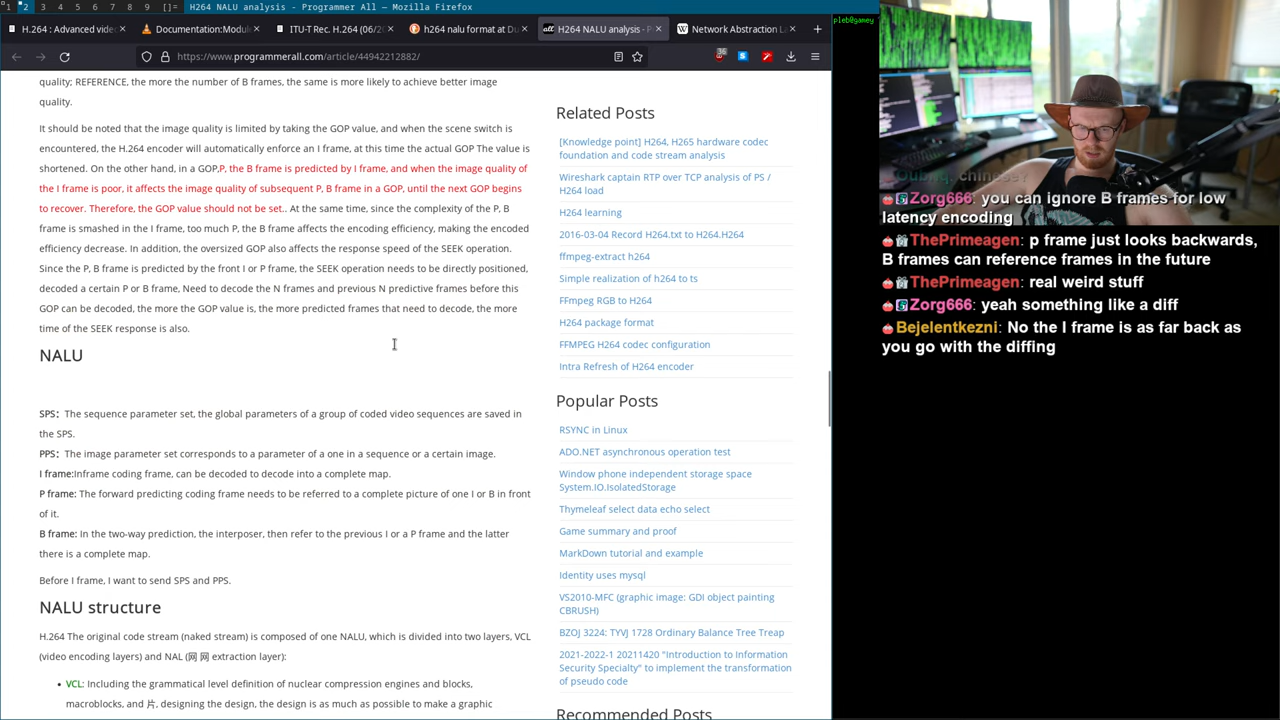 1 2 3 4 5 6 7 8 9 []= H264 NALU analysis - Programmer All — Mozilla Firefox
H.264 : Advanced video
Documentation:Module
ITU-T Rec. H.264 (06/2
h264 nalu format at Du
H264 NALU analysis - P
Network Abstraction La
pleb@gamey
https://www.programmerall.com/article/44942212882/
quality; REFERENCE, the more the number of B frames, the same is more likely to achieve better image
quality.
It should be noted that the image quality is limited by taking the GOP value, and when the scene switch is
encountered, the H.264 encoder will automatically enforce an I frame, at this time the actual GOP The value is
shortened. On the other hand, in a GOP,P, the B frame is predicted by I frame, and when the image quality of
the I frame is poor, it affects the image quality of subsequent P, B frame in a GOP, until the next GOP begins
to recover. Therefore, the GOP value should not be set.. At the same time, since the complexity of the P, B
frame is smashed in the I frame, too much P, the B frame affects the encoding efficiency, making the encoded
efficiency decrease. In addition, the oversized GOP also affects the response speed of the SEEK operation.
Since the P, B frame is predicted by the front I or P frame, the SEEK operation needs to be directly positioned,
decoded a certain P or B frame, Need to decode the N frames and previous N predictive frames before this
GOP can be decoded, the more the GOP value is, the more predicted frames that need to decode, the more
time of the SEEK response is also.
NALU
SPS: The sequence parameter set, the global parameters of a group of coded video sequences are saved in
the SPS.
PPS: The image parameter set corresponds to a parameter of a one in a sequence or a certain image.
I frame:Inframe coding frame, can be decoded to decode into a complete map.
P frame: The forward predicting coding frame needs to be referred to a complete picture of one I or B in front
of it.
B frame: In the two-way prediction, the interposer, then refer to the previous I or a P frame and the latter
there is a complete map.
Before I frame, I want to send SPS and PPS.
NALU structure
H.264 The original code stream (naked stream) is composed of one NALU, which is divided into two layers, VCL
(video encoding layers) and NAL (网 网 extraction layer):
• VCL: Including the grammatical level definition of nuclear compression engines and blocks,
macroblocks, and 片, designing the design, the design is as much as possible to make a graphic
Related Posts
[Knowledge point] H264, H265 hardware codec
foundation and code stream analysis
Wireshark captain RTP over TCP analysis of PS /
H264 load
H264 learning
2016-03-04 Record H264.txt to H264.H264
ffmpeg-extract h264
Simple realization of h264 to ts
FFmpeg RGB to H264
H264 package format
FFMPEG H264 codec configuration
Intra Refresh of H264 encoder
Popular Posts
RSYNC in Linux
ADO.NET asynchronous operation test
Window phone independent storage space
System.IO.IsolatedStorage
Thymeleaf select data echo select
Game summary and proof
MarkDown tutorial and example
Identity uses mysql
VS2010-MFC (graphic image: GDI object painting
CBRUSH)
BZOJ 3224: TYVJ 1728 Ordinary Balance Tree Treap
2021-2022-1 20211420 "Introduction to Information
Security Specialty" to implement the transformation
of pseudo code
Recommended Posts
chinese?
Zorg666: you can ignore B frames for low
latency encoding
ThePrimeagen: p frame just looks backwards,
B frames can reference frames in the future
ThePrimeagen: real weird stuff
Zorg666: yeah something like a diff
Bejelentkezni: No the I frame is as far back as
you go with the diffing